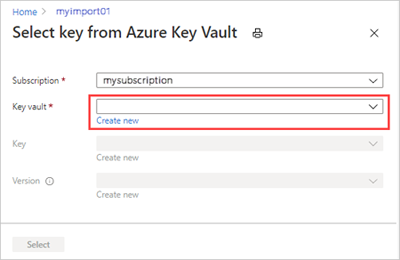 Home > myimport01
Select key from Azure Key Vault
Subscription * mysubscription
Key vault *
Create new
Key
Create new
Version
Create new
Select